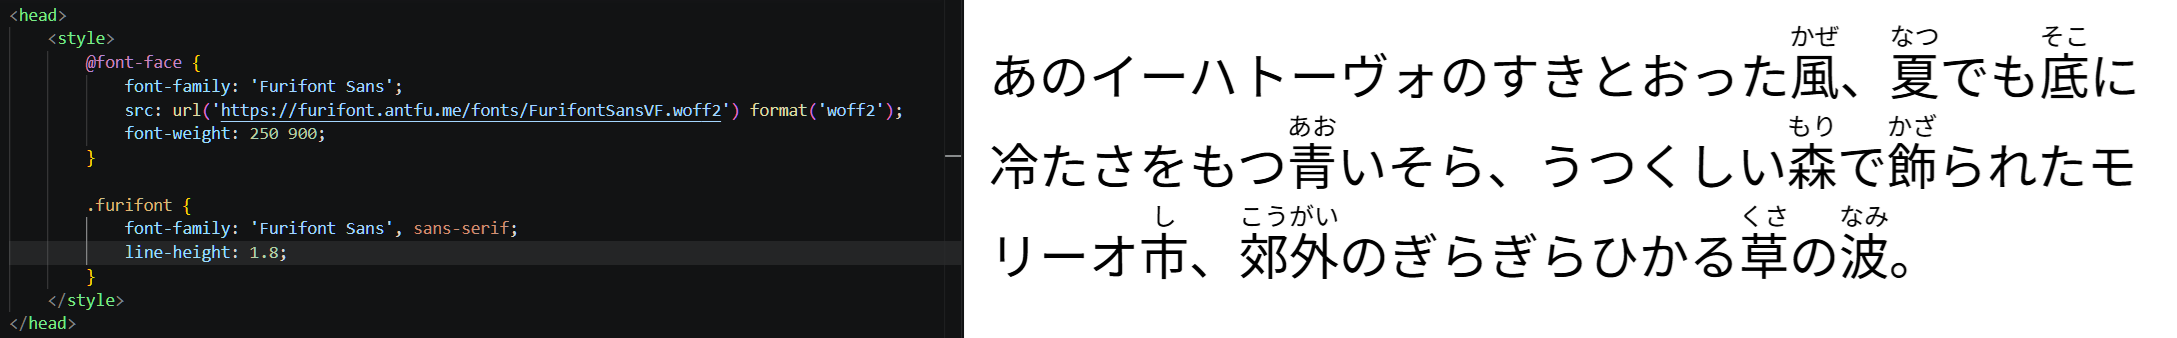 <head>
<style>
@font-face {
font-family: 'Furifont Sans';
src: url('https://furifont.antfu.me/fonts/FurifontSansVF.woff2') format('woff2');
font-weight: 250 900;
}
.furifont {
font-family: 'Furifont Sans', sans-serif;
line-height: 1.8;
}
</style>
</head>
かぜ なつ そこ
あのイーハトーヴォのすきとおった風、夏でも底に
あお もり かざ
冷たさをもつ青いそら、うつくしい森で飾られたモ
し こうがい くさ なみ
リーオ市、郊外のぎらぎらひかる草の波。